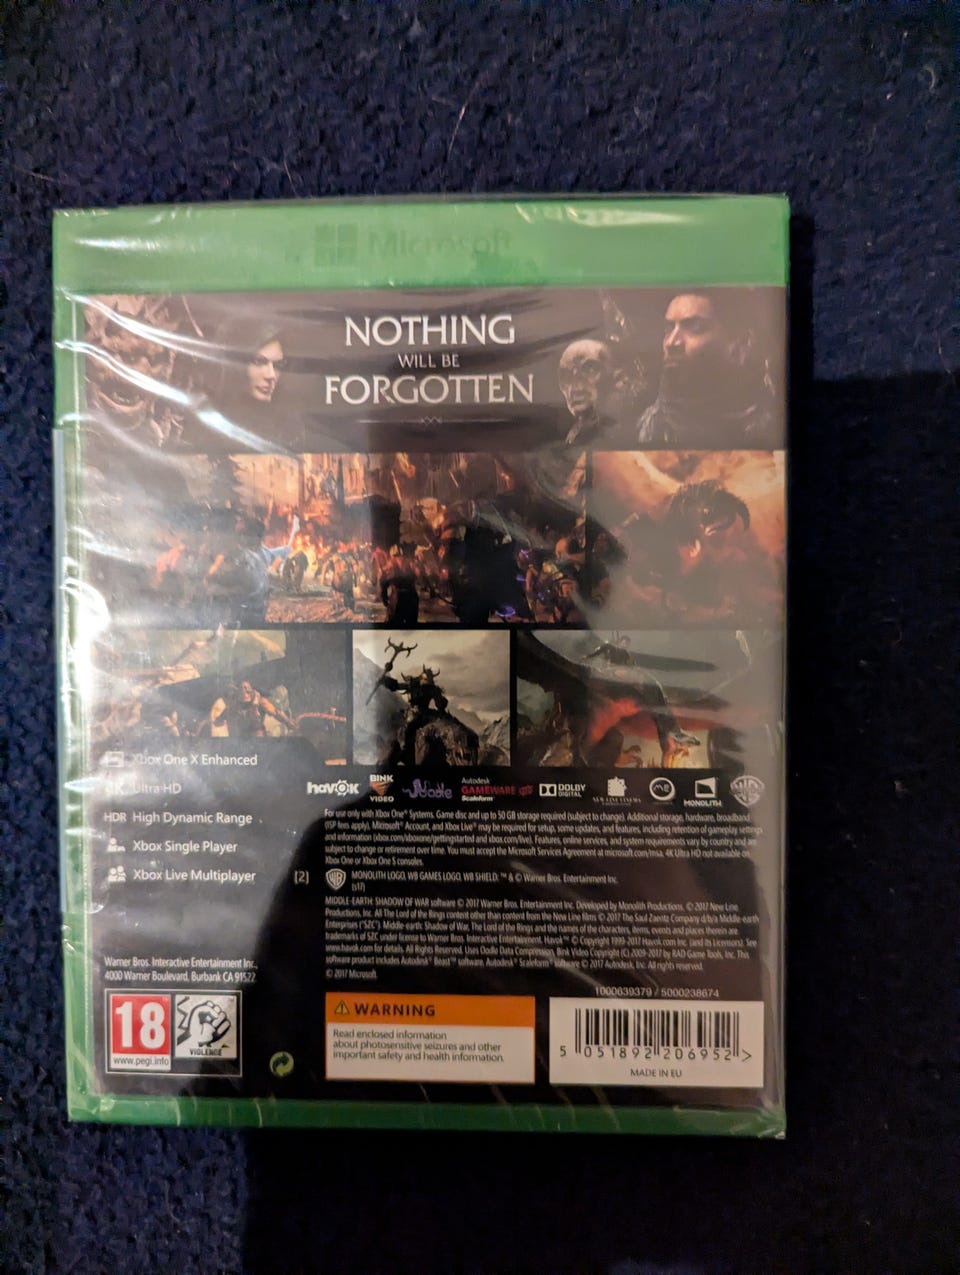 Microsoft
NOTHING
WILL BE
FORGOTTEN
Xbox One X Enhanced
4K Ultra HD
HDR High Dynamic Range
Xbox Single Player
Xbox Live Multiplayer [2]
havok
BINK
VIDEO
Oodle
Autodesk
GAMEWARE
Scaleform
DOLBY
DIGITAL
NEW LINE CINEMA
ME
MONOLITH
For use only with Xbox One® Systems. Game disc and up to 50 GB storage required (subject to change). Additional storage, hardware, broadband
(ISP fees apply), Microsoft® Account, and Xbox Live® may be required for setup, some updates, and features, including retention of gameplay settings
and information (xbox.com/xboxone/gettingstarted and xbox.com/live). Features, online services, and system requirements vary by country and are
subject to change or retirement over time. You must accept the Microsoft Services Agreement at microsoft.com/msa. 4K Ultra HD not available on
Xbox One or Xbox One S consoles.
MONOLITH LOGO, WB GAMES LOGO, WB SHIELD: ™ & © Warner Bros. Entertainment Inc.
(s17)
MIDDLE-EARTH: SHADOW OF WAR software © 2017 Warner Bros. Entertainment Inc. Developed by Monolith Productions. © 2017 New Line
Productions, Inc. All The Lord of the Rings content other than content from the New Line films © 2017 The Saul Zaentz Company d/b/a Middle-earth
Enterprises ("SZC"). Middle-earth: Shadow of War, The Lord of the Rings and the names of the characters, items, events and places therein are
trademarks of SZC under license to Warner Bros. Interactive Entertainment. Havok™ © Copyright 1999-2017 Havok.com Inc. (and its Licensors). See
www.havok.com for details. All Rights Reserved. Uses Oodle Data Compression. Bink Video Copyright (C) 2009-2017 by RAD Game Tools, Inc. This
software product includes Autodesk® Beast™ software, Autodesk® Scaleform® software © 2017 Autodesk, Inc. All rights reserved.
© 2017 Microsoft.
Warner Bros. Interactive Entertainment Inc.,
4000 Warner Boulevard, Burbank CA 91522
18
www.pegi.info
VIOLENCE
WARNING
Read enclosed information
about photosensitive seizures and other
important safety and health information.
1000639379 / 5000238674
5 051892 206952 >
MADE IN EU